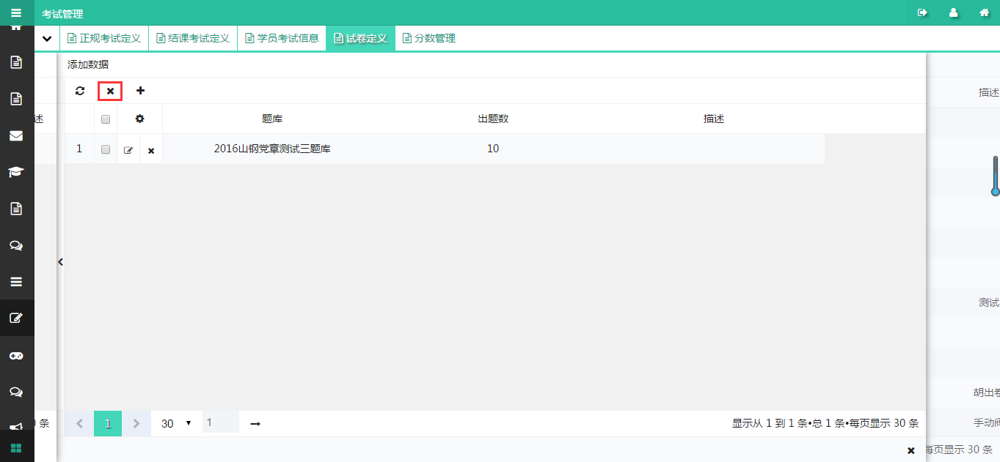 考试管理
正规考试定义 结课考试定义 学员考试信息 试卷定义 分数管理
添加数据
描述
述 题库 出题数 描述
1 2016山钢党章测试三题库 10
测试
胡出卷
手动阀
条 1 30 1 显示从 1 到 1 条•总 1 条•每页显示 30 条
每页显示 30 条